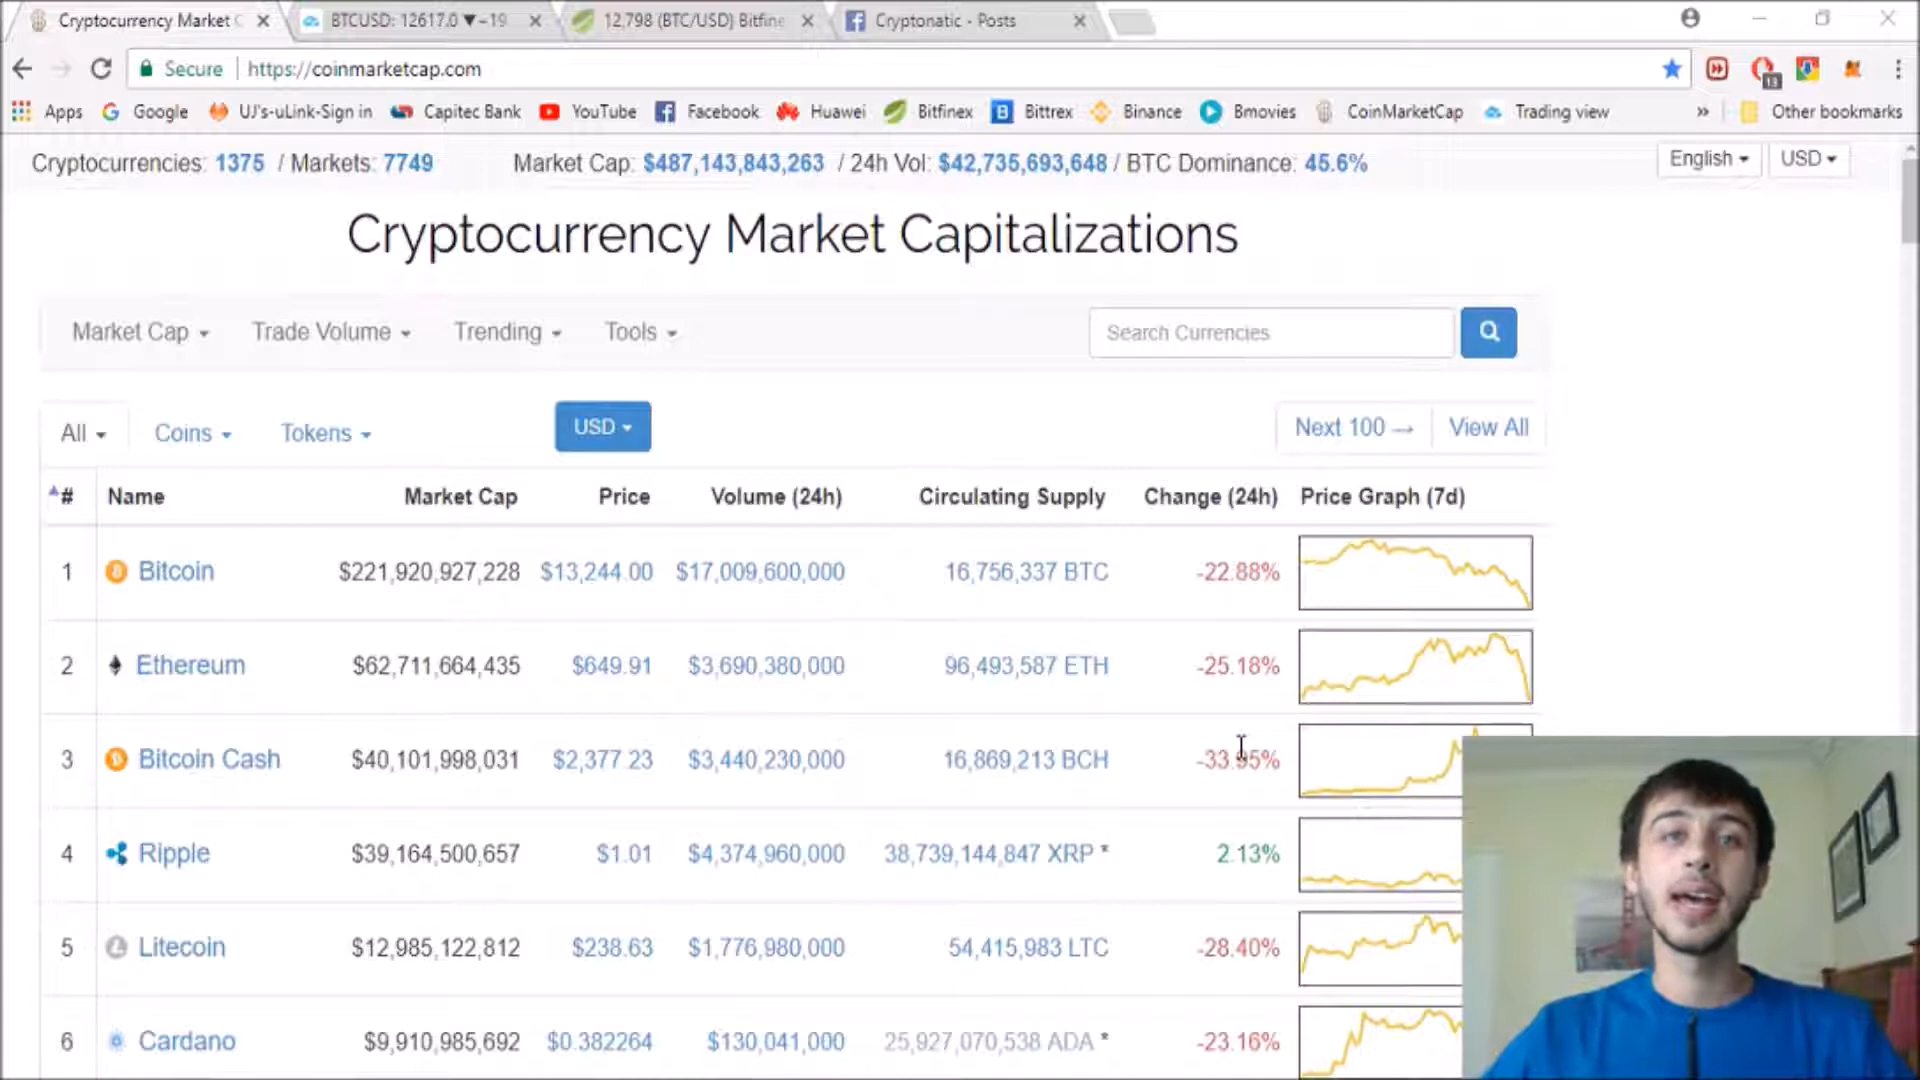 Cryptocurrency Market C
BTCUSD: 12617.0 ▼−19
12,798 (BTC/USD) Bitfine
Cryptonatic - Posts
Secure
https://coinmarketcap.com
13
Apps
Google
UJ's-uLink-Sign in
Capitec Bank
YouTube
Facebook
Huawei
Bitfinex
Bittrex
Binance
Bmovies
CoinMarketCap
Trading view
»
Other bookmarks
Cryptocurrencies: 1375 / Markets: 7749
Market Cap: $487,143,843,263 / 24h Vol: $42,735,693,648 / BTC Dominance: 45.6%
English
USD
Cryptocurrency Market Capitalizations
Market Cap
Trade Volume
Trending
Tools
Search Currencies
All
Coins
Tokens
USD
Next 100 →
View All
# Name Market Cap Price Volume (24h) Circulating Supply Change (24h) Price Graph (7d)
1 Bitcoin $221,920,927,228 $13,244.00 $17,009,600,000 16,756,337 BTC -22.88%
2 Ethereum $62,711,664,435 $649.91 $3,690,380,000 96,493,587 ETH -25.18%
3 Bitcoin Cash $40,101,998,031 $2,377.23 $3,440,230,000 16,869,213 BCH -33.95%
4 Ripple $39,164,500,657 $1.01 $4,374,960,000 38,739,144,847 XRP * 2.13%
5 Litecoin $12,985,122,812 $238.63 $1,776,980,000 54,415,983 LTC -28.40%
6 Cardano $9,910,985,692 $0.382264 $130,041,000 25,927,070,538 ADA * -23.16%